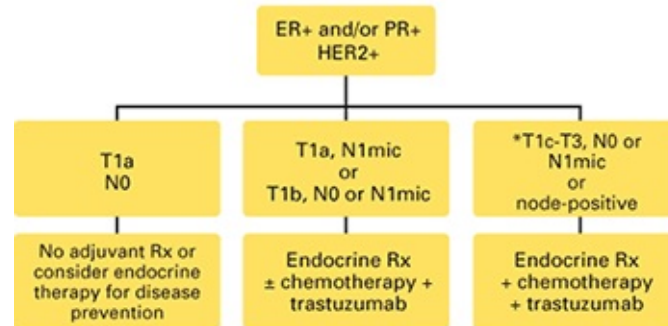 ER+ and/or PR+
HER2+
T1a
N0
T1a, N1mic
or
T1b, N0 or N1mic
*T1c-T3, N0 or
N1mic
or
node-positive
No adjuvant Rx or
consider endocrine
therapy for disease
prevention
Endocrine Rx
± chemotherapy +
trastuzumab
Endocrine Rx
+ chemotherapy
+ trastuzumab